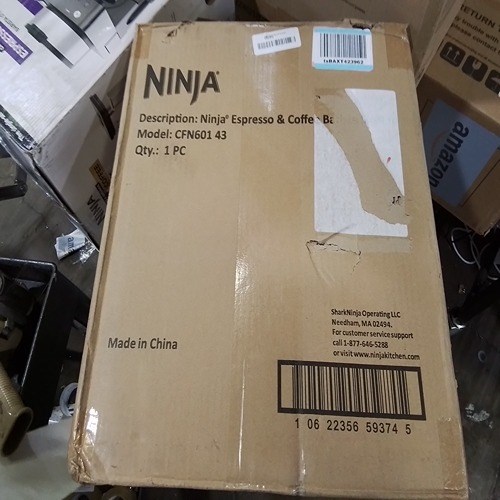 NINJA
Description: Ninja® Espresso & Coffe Ba
Model: CFN601 43
Qty.: 1 PC
Made in China
SharkNinja Operating LLC
Needham, MA 02494.
For customer service support
call 1-877-646-5288
or visit www.ninjakitchen.com
1 06 22356 59374 5
amazon
RETURN